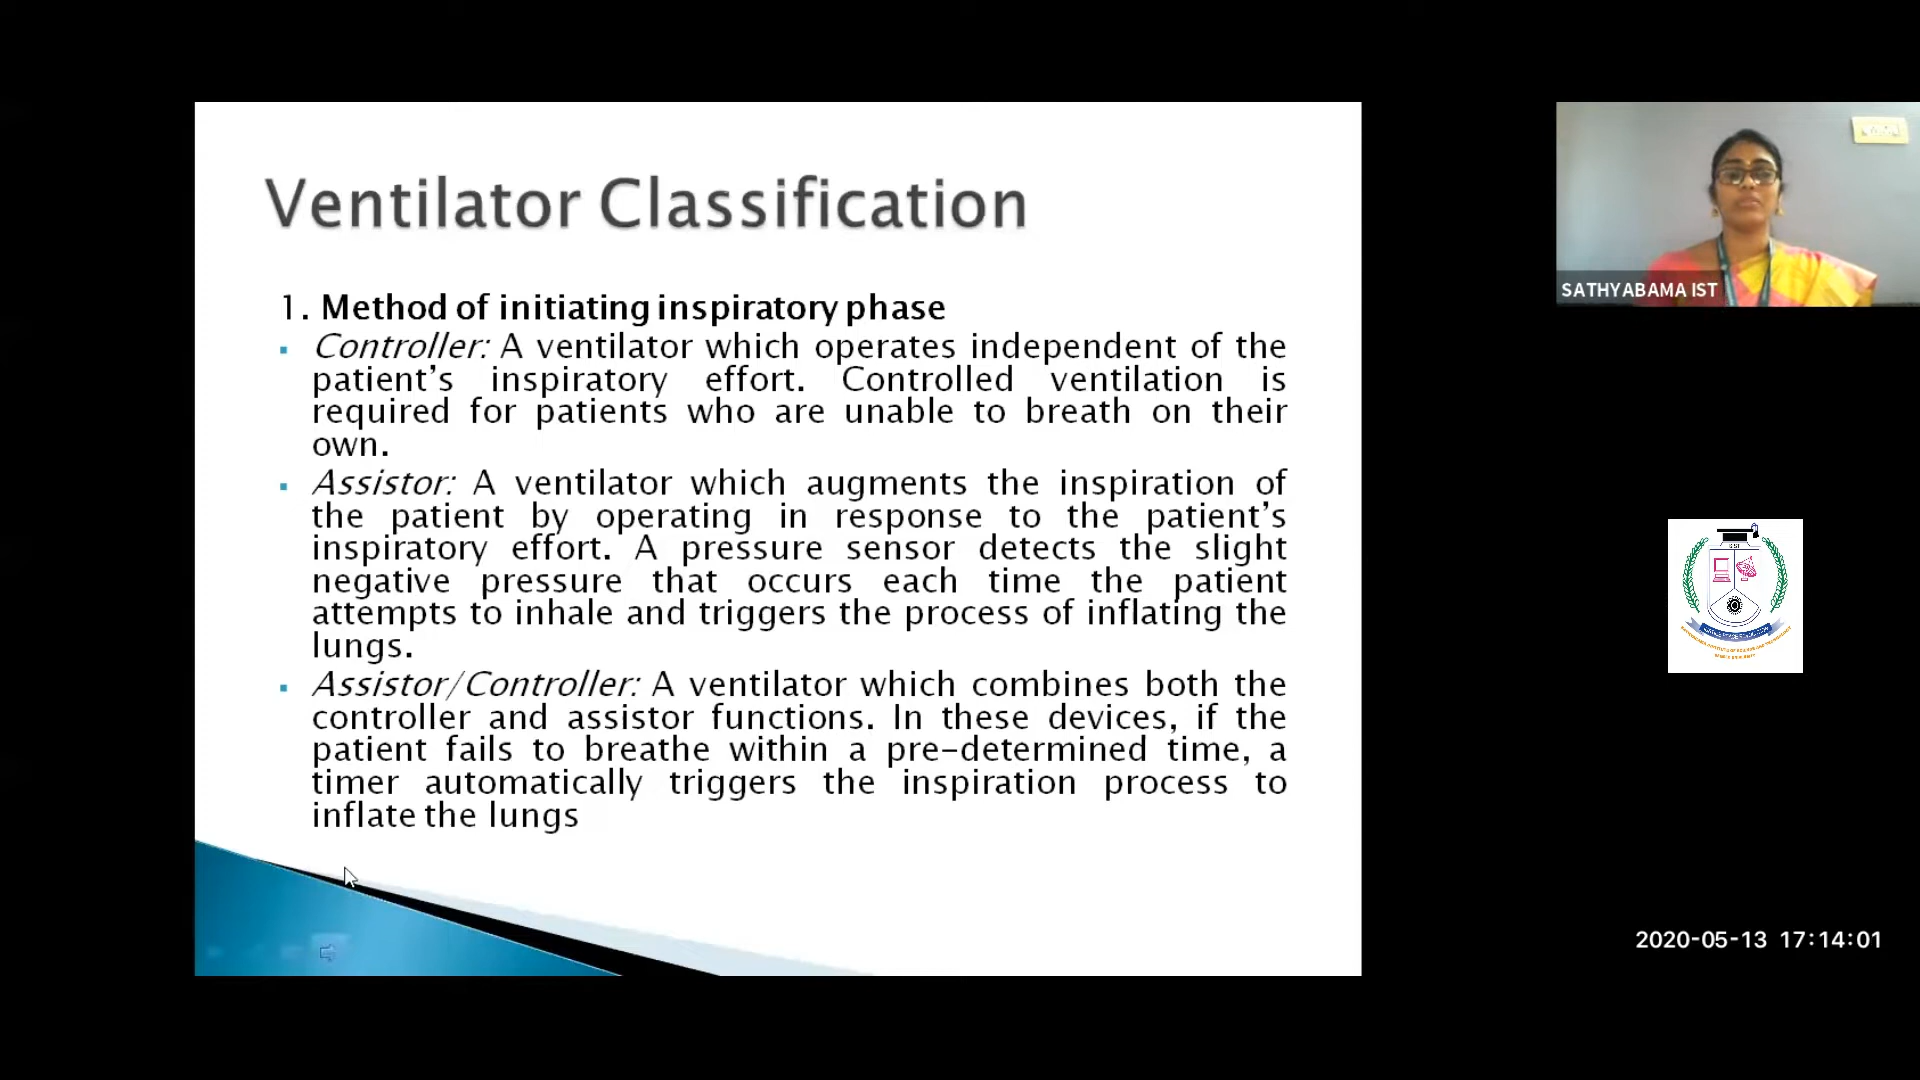 Ventilator Classification
1. Method of initiating inspiratory phase
▪ Controller: A ventilator which operates independent of the
patient's inspiratory effort. Controlled ventilation is
required for patients who are unable to breath on their
own.
▪ Assistor: A ventilator which augments the inspiration of
the patient by operating in response to the patient's
inspiratory effort. A pressure sensor detects the slight
negative pressure that occurs each time the patient
attempts to inhale and triggers the process of inflating the
lungs.
▪ Assistor/Controller: A ventilator which combines both the
controller and assistor functions. In these devices, if the
patient fails to breathe within a pre-determined time, a
timer automatically triggers the inspiration process to
inflate the lungs
SATHYABAMA IST
2020-05-13 17:14:01